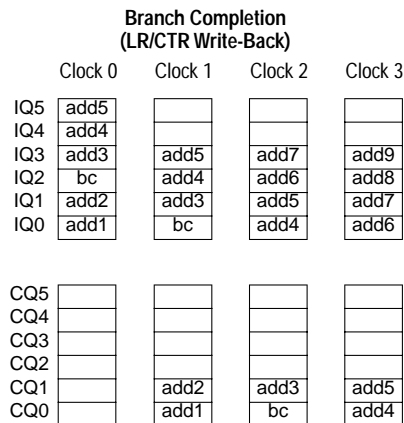 Branch Completion
(LR/CTR Write-Back)
Clock 0 Clock 1 Clock 2 Clock 3
IQ5 add5
IQ4 add4
IQ3 add3 add5 add7 add9
IQ2 bc add4 add6 add8
IQ1 add2 add3 add5 add7
IQ0 add1 bc add4 add6
CQ5
CQ4
CQ3
CQ2
CQ1 add2 add3 add5
CQ0 add1 bc add4